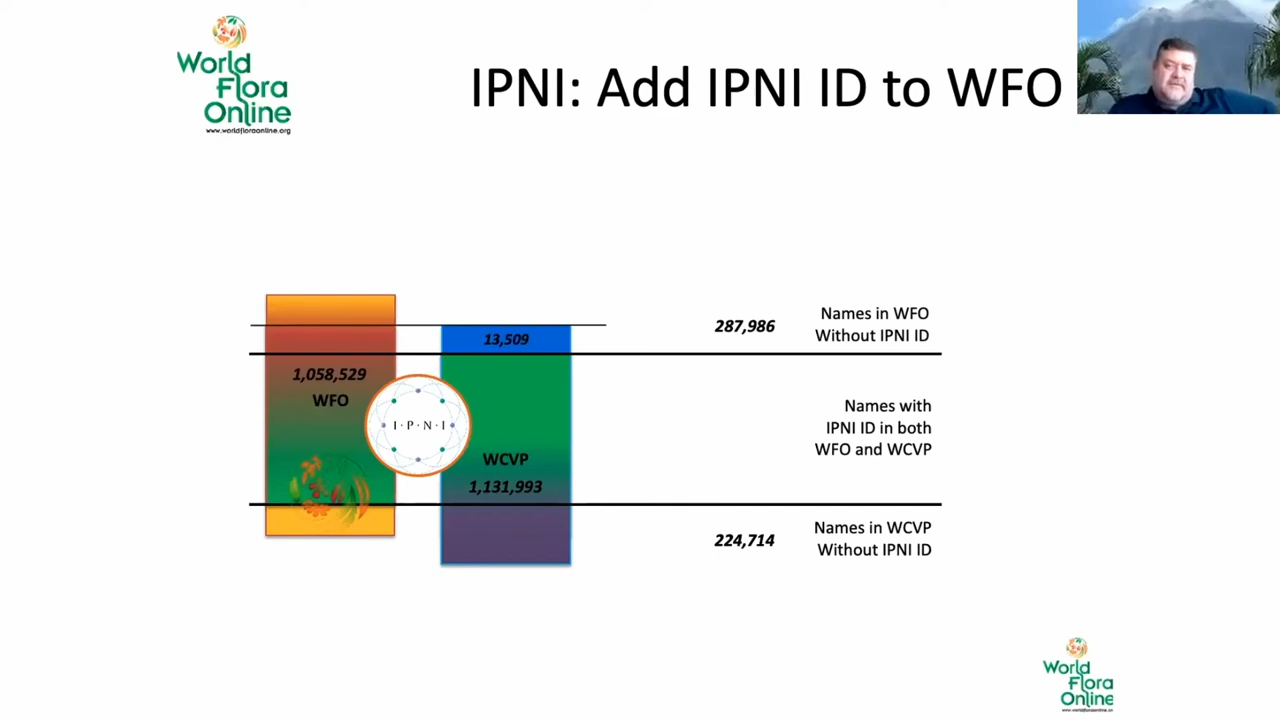 World
Flora
Online
www.worldfloraonline.org
IPNI: Add IPNI ID to WFO
13,509
287,986
Names in WFO
Without IPNI ID
1,058,529
WFO
I·P·N·I
Names with
IPNI ID in both
WFO and WCVP
WCVP
1,131,993
224,714
Names in WCVP
Without IPNI ID
World
Flora
Online